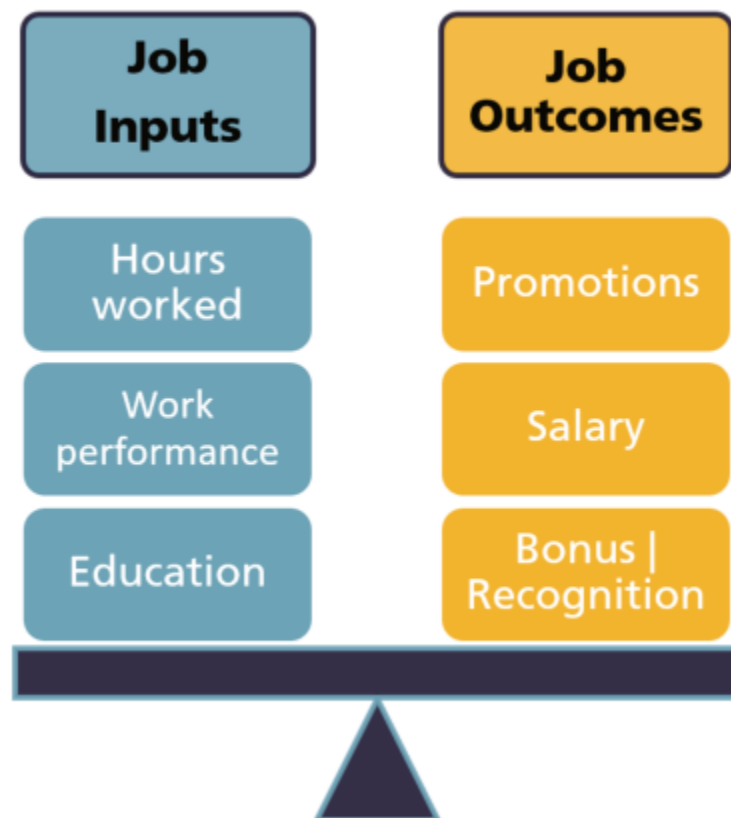 Job
Inputs
Job
Outcomes
Hours
worked
Promotions
Work
performance
Salary
Education
Bonus |
Recognition